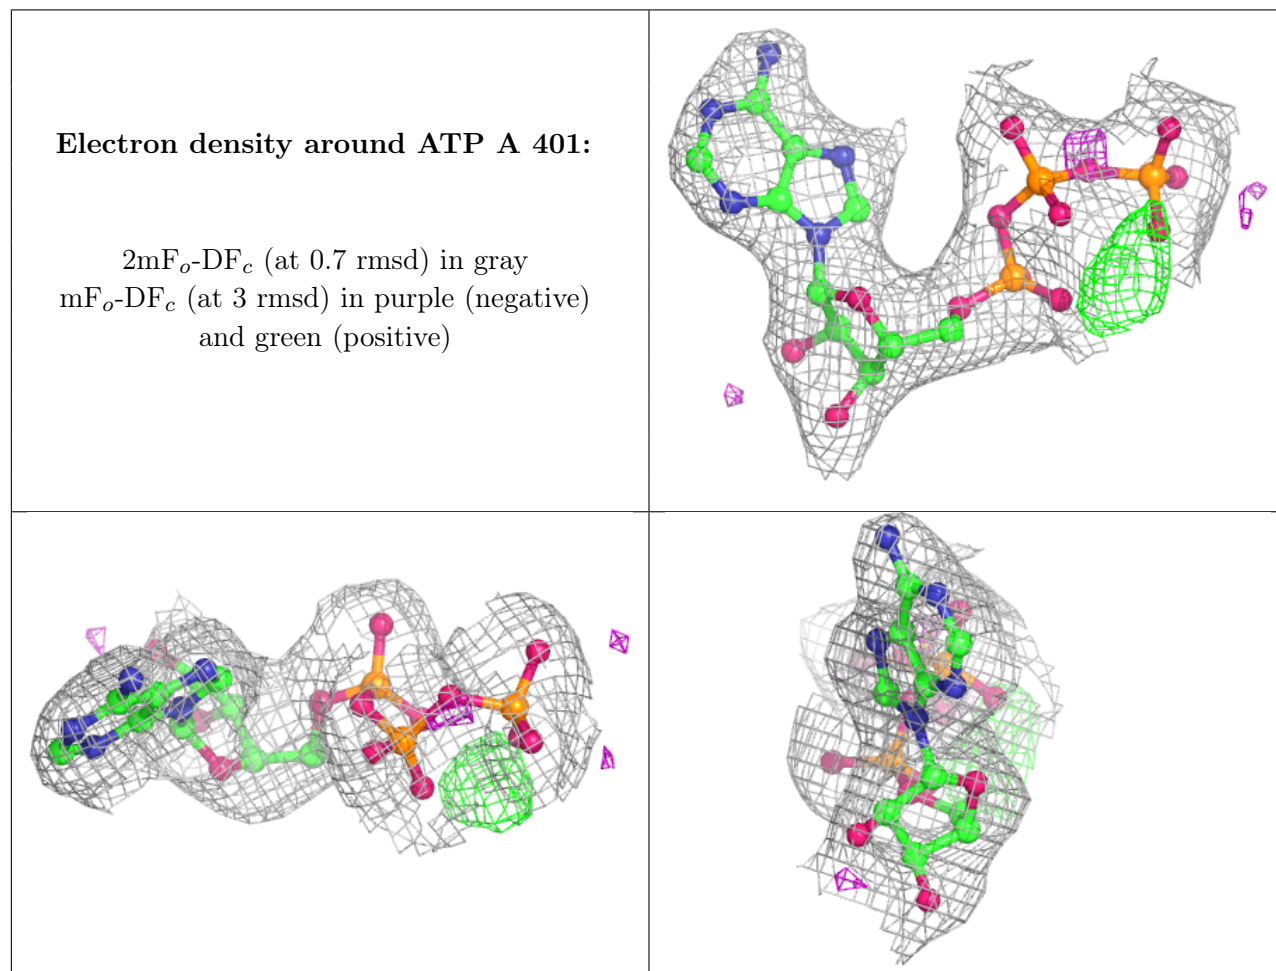 Electron density around ATP A 401:
2mFo-DFc (at 0.7 rmsd) in gray
mFo-DFc (at 3 rmsd) in purple (negative)
and green (positive)